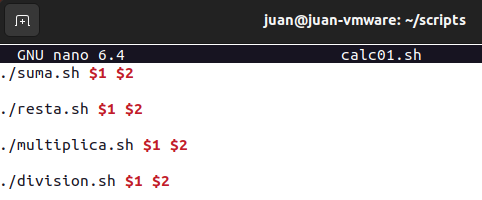 juan@juan-vmware: ~/scripts
GNU nano 6.4 calc01.sh
./suma.sh $1 $2
./resta.sh $1 $2
./multiplica.sh $1 $2
./division.sh $1 $2